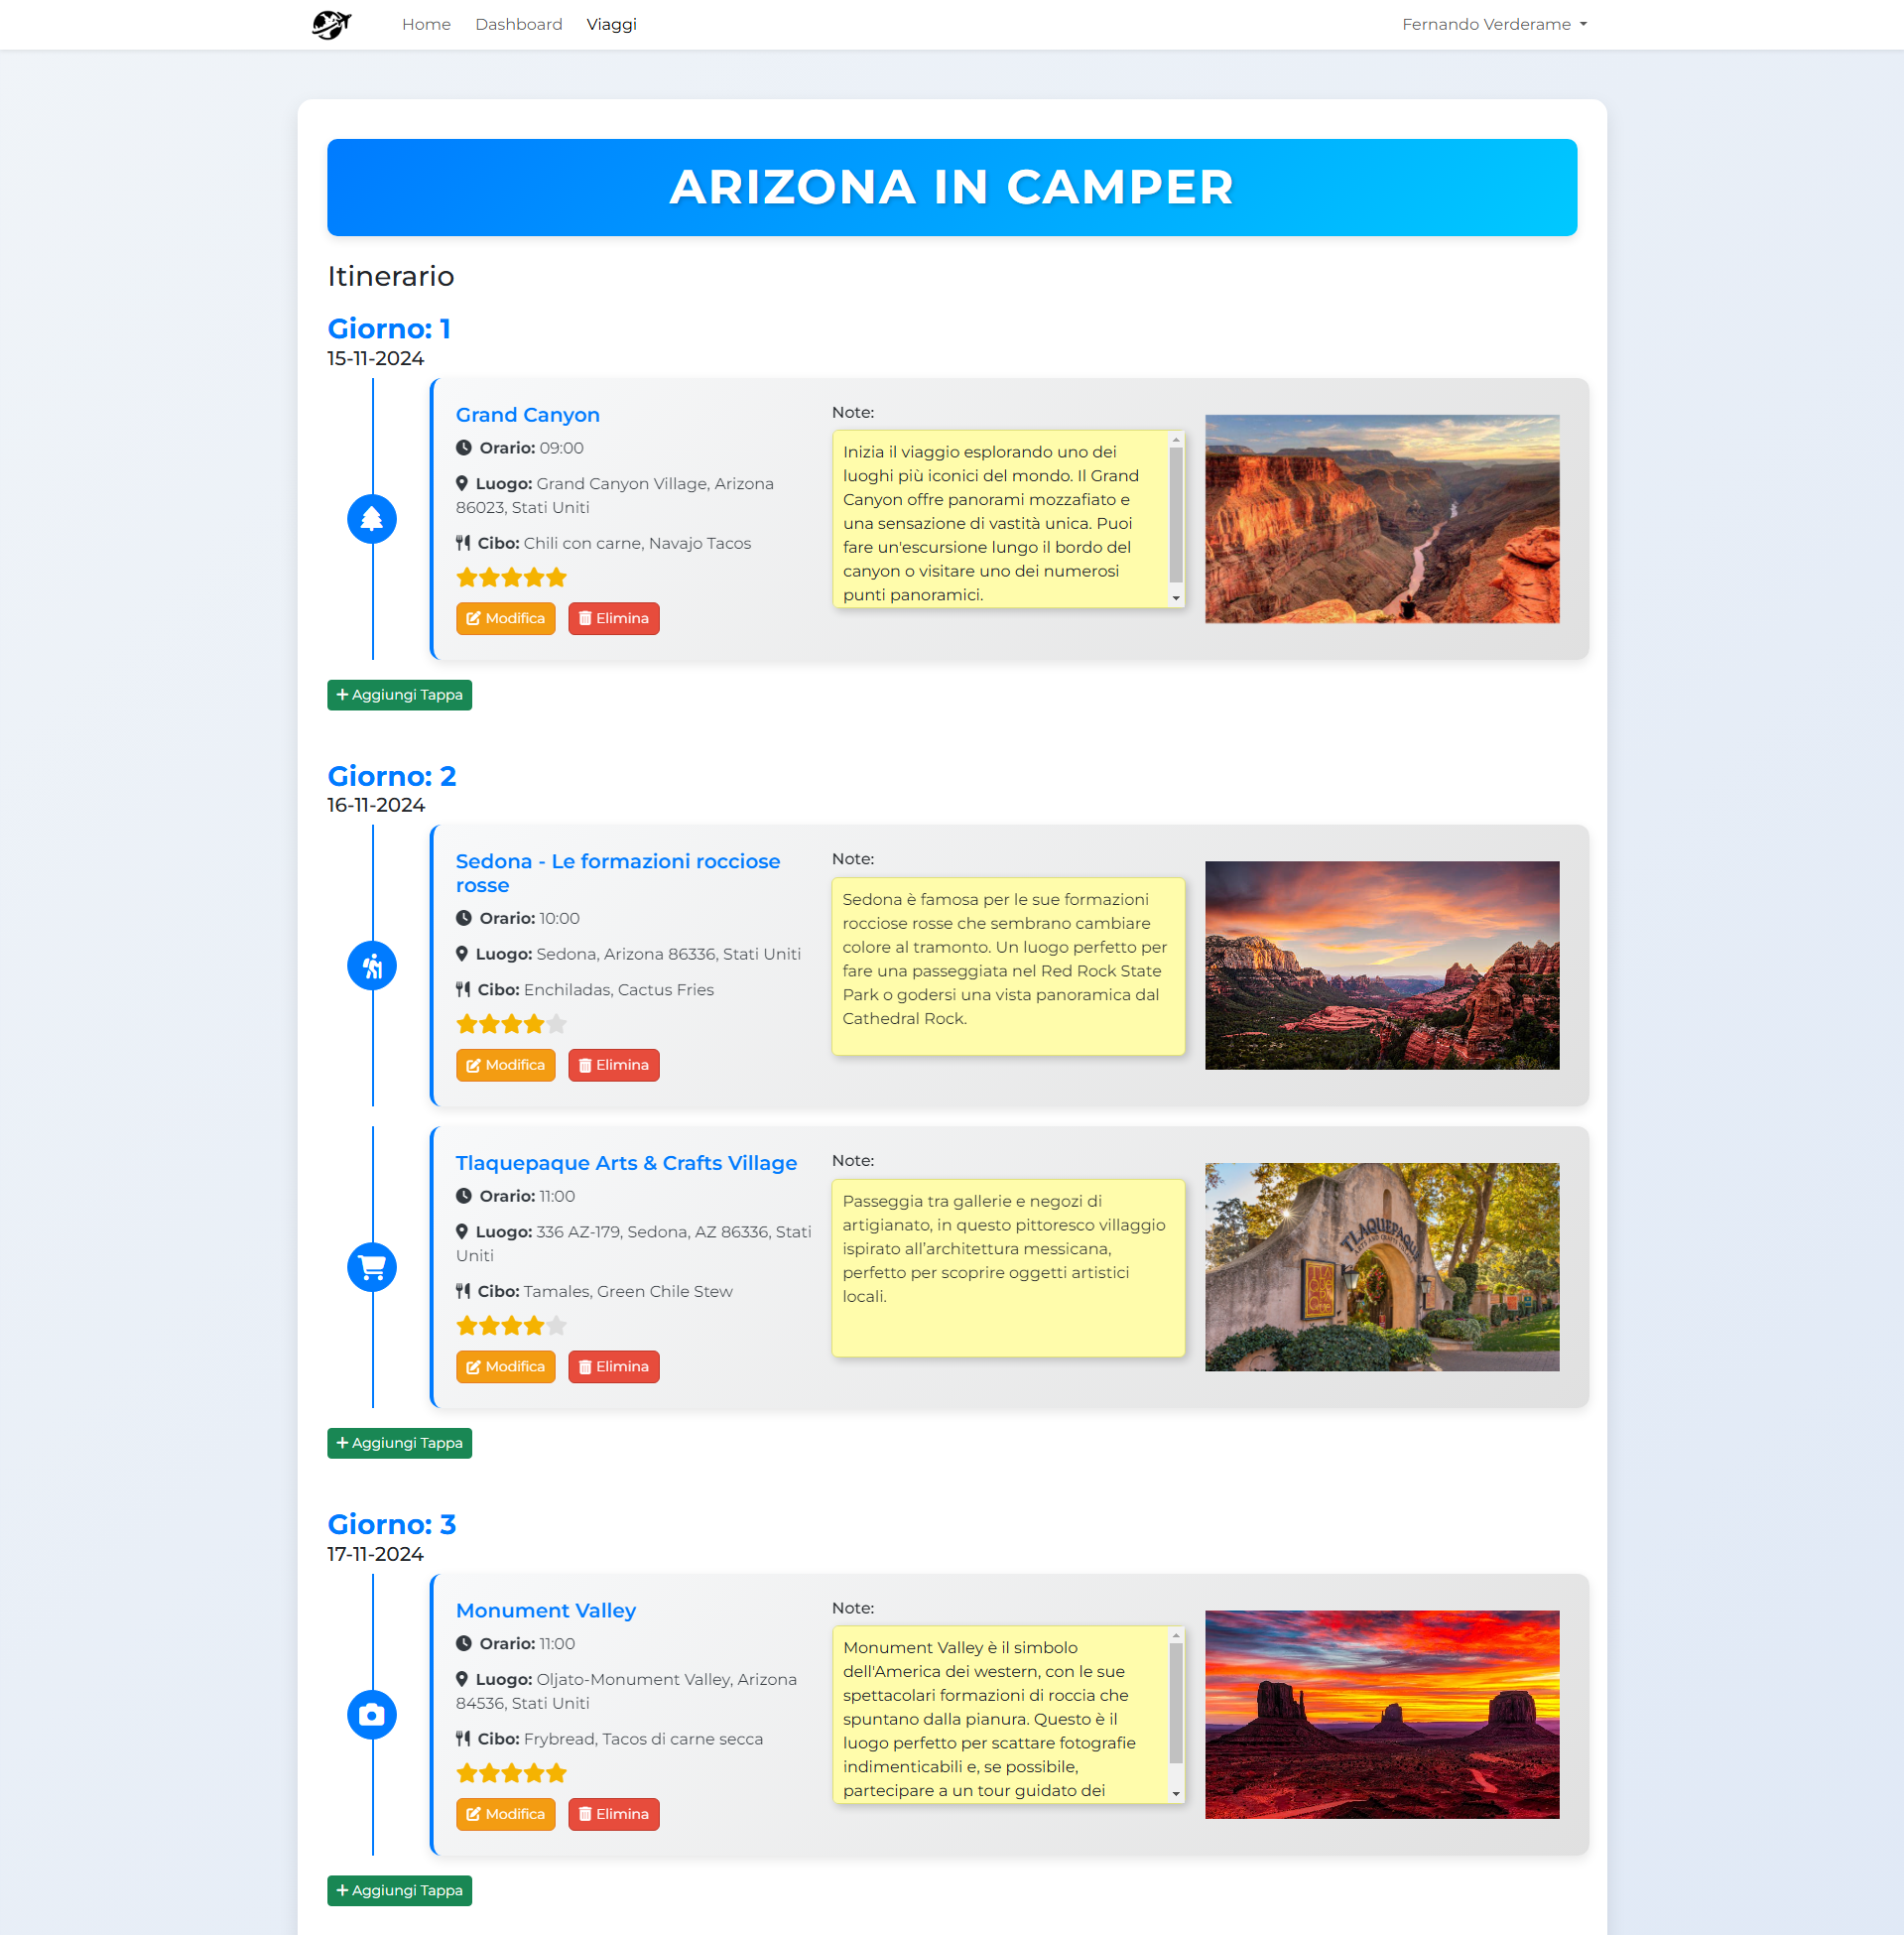 Home Dashboard Viaggi Fernando Verderame
ARIZONA IN CAMPER
Itinerario
Giorno: 1
15-11-2024
Grand Canyon
Orario: 09:00
Luogo: Grand Canyon Village, Arizona
86023, Stati Uniti
Cibo: Chili con carne, Navajo Tacos
Modifica Elimina
Note:
Inizia il viaggio esplorando uno dei
luoghi più iconici del mondo. Il Grand
Canyon offre panorami mozzafiato e
una sensazione di vastità unica. Puoi
fare un'escursione lungo il bordo del
canyon o visitare uno dei numerosi
punti panoramici.
Aggiungi Tappa
Giorno: 2
16-11-2024
Sedona - Le formazioni rocciose
rosse
Orario: 10:00
Luogo: Sedona, Arizona 86336, Stati Uniti
Cibo: Enchiladas, Cactus Fries
Modifica Elimina
Note:
Sedona è famosa per le sue formazioni
rocciose rosse che sembrano cambiare
colore al tramonto. Un luogo perfetto per
fare una passeggiata nel Red Rock State
Park o godersi una vista panoramica dal
Cathedral Rock.
Tlaquepaque Arts & Crafts Village
Orario: 11:00
Luogo: 336 AZ-179, Sedona, AZ 86336, Stati
Uniti
Cibo: Tamales, Green Chile Stew
Modifica Elimina
Note:
Passeggia tra gallerie e negozi di
artigianato, in questo pittoresco villaggio
ispirato all’architettura messicana,
perfetto per scoprire oggetti artistici
locali.
TLAQUEPAQUE
ARTS AND CRAFTS VILLAGE
Aggiungi Tappa
Giorno: 3
17-11-2024
Monument Valley
Orario: 11:00
Luogo: Oljato-Monument Valley, Arizona
84536, Stati Uniti
Cibo: Frybread, Tacos di carne secca
Modifica Elimina
Note:
Monument Valley è il simbolo
dell'America dei western, con le sue
spettacolari formazioni di roccia che
spuntano dalla pianura. Questo è il
luogo perfetto per scattare fotografie
indimenticabili e, se possibile,
partecipare a un tour guidato dei
Aggiungi Tappa